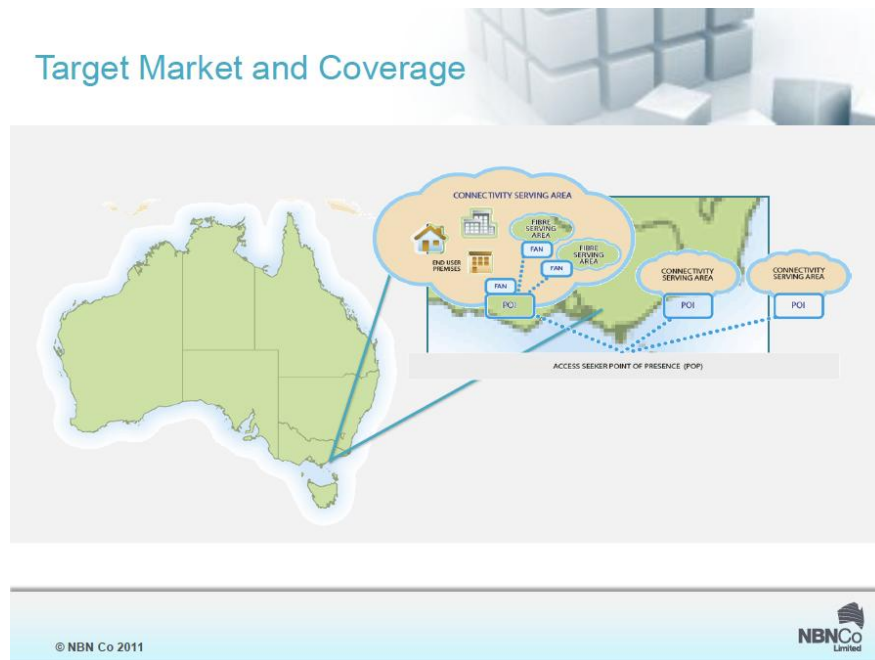 Target Market and Coverage
CONNECTIVITY SERVING AREA
FIBRE
SERVING
AREA
FAN
FIBRE
SERVING
AREA
FAN
END USER
PREMISES
FAN
POI
CONNECTIVITY
SERVING AREA
POI
CONNECTIVITY
SERVING AREA
POI
ACCESS SEEKER POINT OF PRESENCE (POP)
© NBN Co 2011
NBNCo
Limited